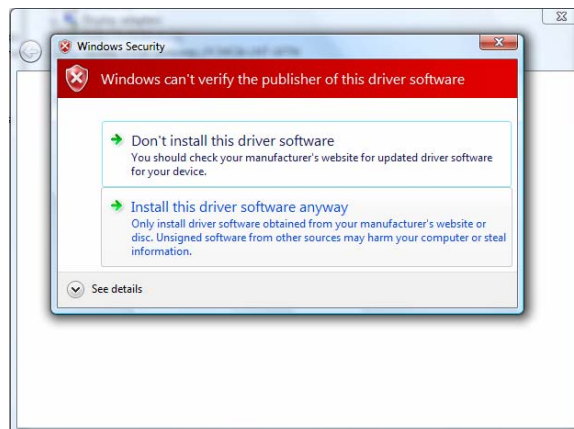 Windows Security
Windows can't verify the publisher of this driver software
Don't install this driver software
You should check your manufacturer's website for updated driver software
for your device.
Install this driver software anyway
Only install driver software obtained from your manufacturer's website or
disc. Unsigned software from other sources may harm your computer or steal
information.
See details